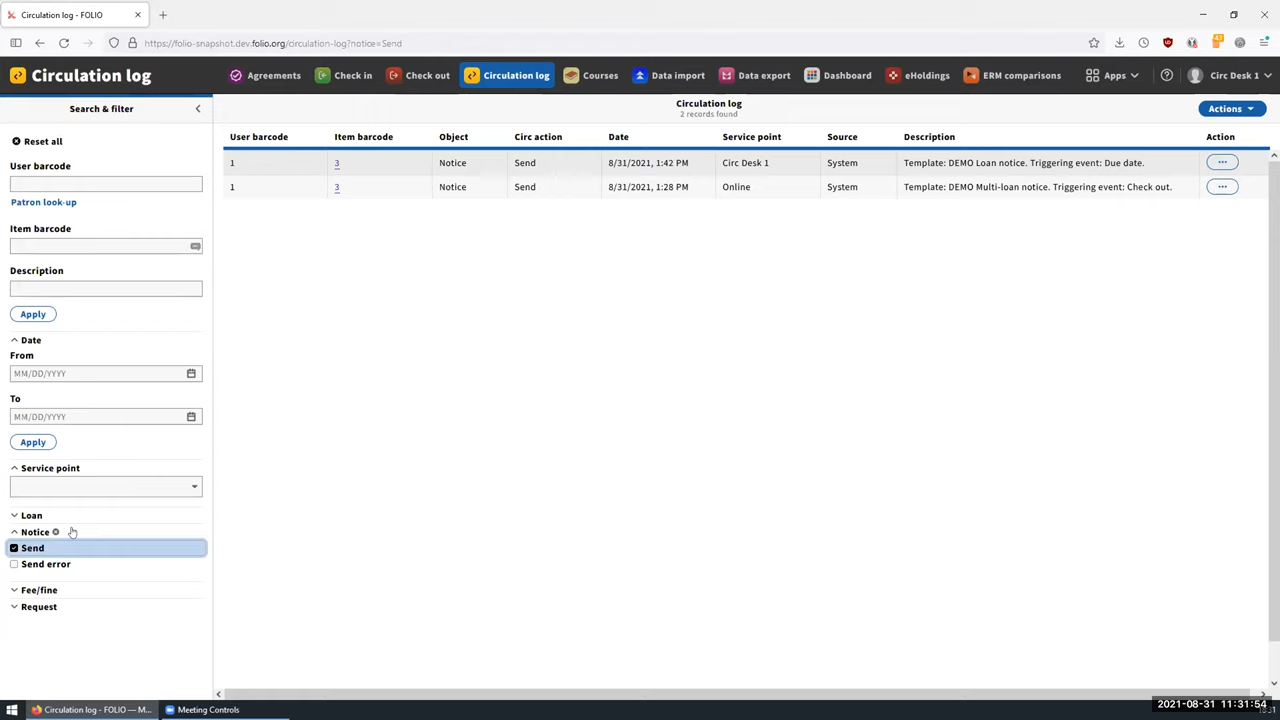 Circulation log - FOLIO
https://folio-snapshot.dev.folio.org/circulation-log?notice=Send
43
Circulation log
Agreements
Check in
Check out
Circulation log
Courses
Data import
Data export
Dashboard
eHoldings
ERM comparisons
Apps
Circ Desk 1
Search & filter
Circulation log
2 records found
Actions
Reset all
User barcode
Patron look-up
Item barcode
Description
Apply
Date
From
MM/DD/YYYY
To
MM/DD/YYYY
Apply
Service point
Loan
Notice
Send
Send error
Fee/fine
Request
User barcode Item barcode Object Circ action Date Service point Source Description Action
1 3 Notice Send 8/31/2021, 1:42 PM Circ Desk 1 System Template: DEMO Loan notice. Triggering event: Due date. ...
1 3 Notice Send 8/31/2021, 1:28 PM Online System Template: DEMO Multi-loan notice. Triggering event: Check out. ...
Circulation log - FOLIO — M...
Meeting Controls
2021-08-31 11:31:54